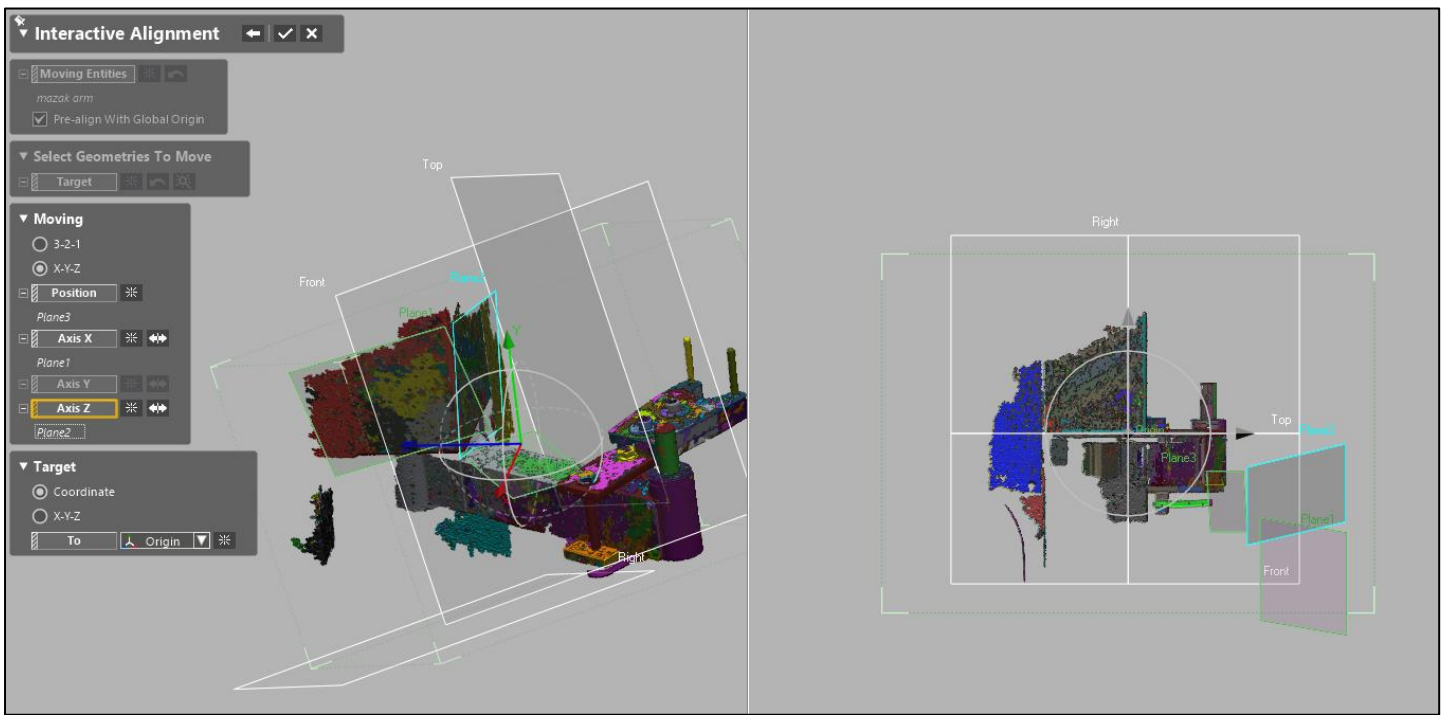 Interactive Alignment
Moving Entities
mazak arm
Pre-align With Global Origin
Select Geometries To Move
Target
Moving
3-2-1
X-Y-Z
Position
Plane3
Axis X
Plane1
Axis Y
Axis Z
Plane2
Target
Coordinate
X-Y-Z
To Origin
Top
Front
Plane2
Plane1
Y
Right
Right
Top
Plane2
Origin
Plane3
Plane1
Front